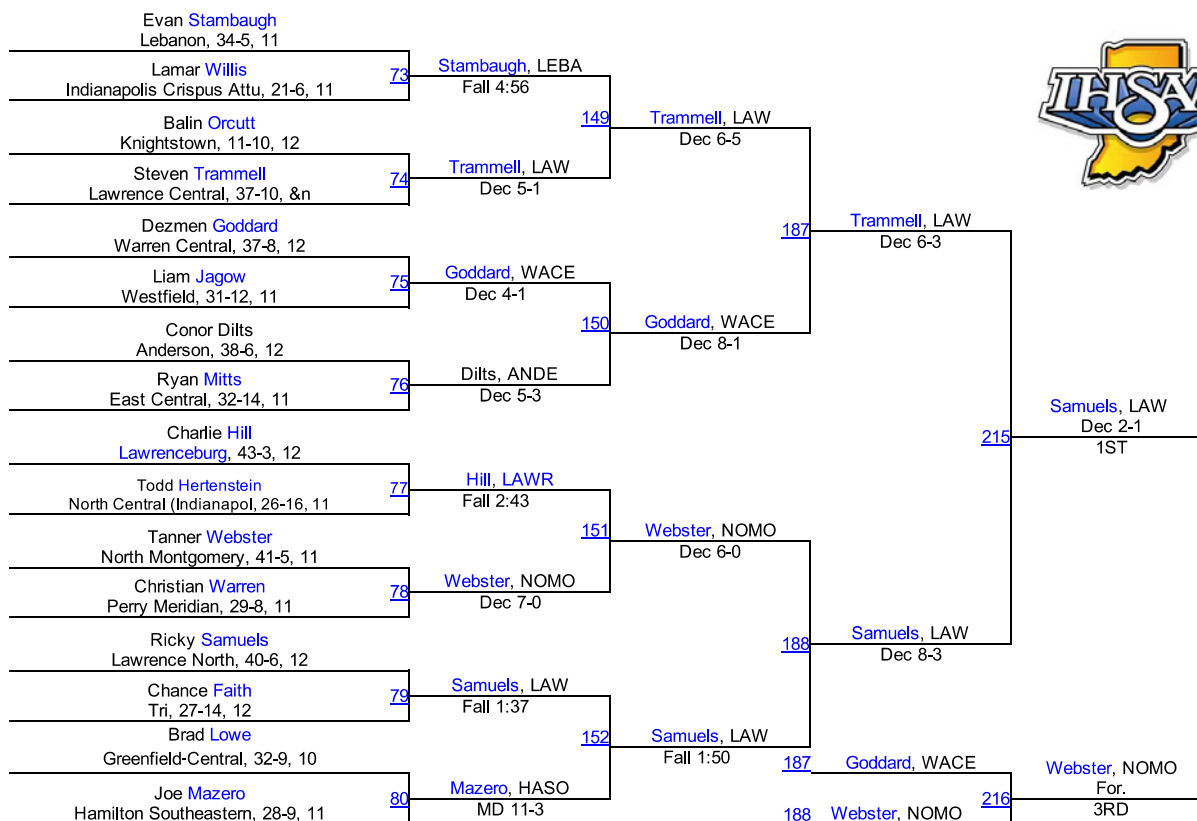 Evan Stambaugh
Lebanon, 34-5, 11
Lamar Willis
Indianapolis Crispus Attu, 21-6, 11
Balin Orcutt
Knightstown, 11-10, 12
Steven Trammell
Lawrence Central, 37-10, &n
Dezmen Goddard
Warren Central, 37-8, 12
Liam Jagow
Westfield, 31-12, 11
Conor Dilts
Anderson, 38-6, 12
Ryan Mitts
East Central, 32-14, 11
Charlie Hill
Lawrenceburg, 43-3, 12
Todd Hertenstein
North Central (Indianapol, 26-16, 11
Tanner Webster
North Montgomery, 41-5, 11
Christian Warren
Perry Meridian, 29-8, 11
Ricky Samuels
Lawrence North, 40-6, 12
Chance Faith
Tri, 27-14, 12
Brad Lowe
Greenfield-Central, 32-9, 10
Joe Mazero
Hamilton Southeastern, 28-9, 11
73
74
75
76
77
78
79
80
Stambaugh, LEBA
Fall 4:56
Trammell, LAW
Dec 5-1
Goddard, WACE
Dec 4-1
Dilts, ANDE
Dec 5-3
Hill, LAWR
Fall 2:43
Webster, NOMO
Dec 7-0
Samuels, LAW
Fall 1:37
Mazero, HASO
MD 11-3
149
150
151
152
Trammell, LAW
Dec 6-5
Goddard, WACE
Dec 8-1
Webster, NOMO
Dec 6-0
Samuels, LAW
Fall 1:50
187
188
Trammell, LAW
Dec 6-3
Samuels, LAW
Dec 8-3
215
Samuels, LAW
Dec 2-1
1ST
187
Goddard, WACE
188
Webster, NOMO
216
Webster, NOMO
For.
3RD
IHSA